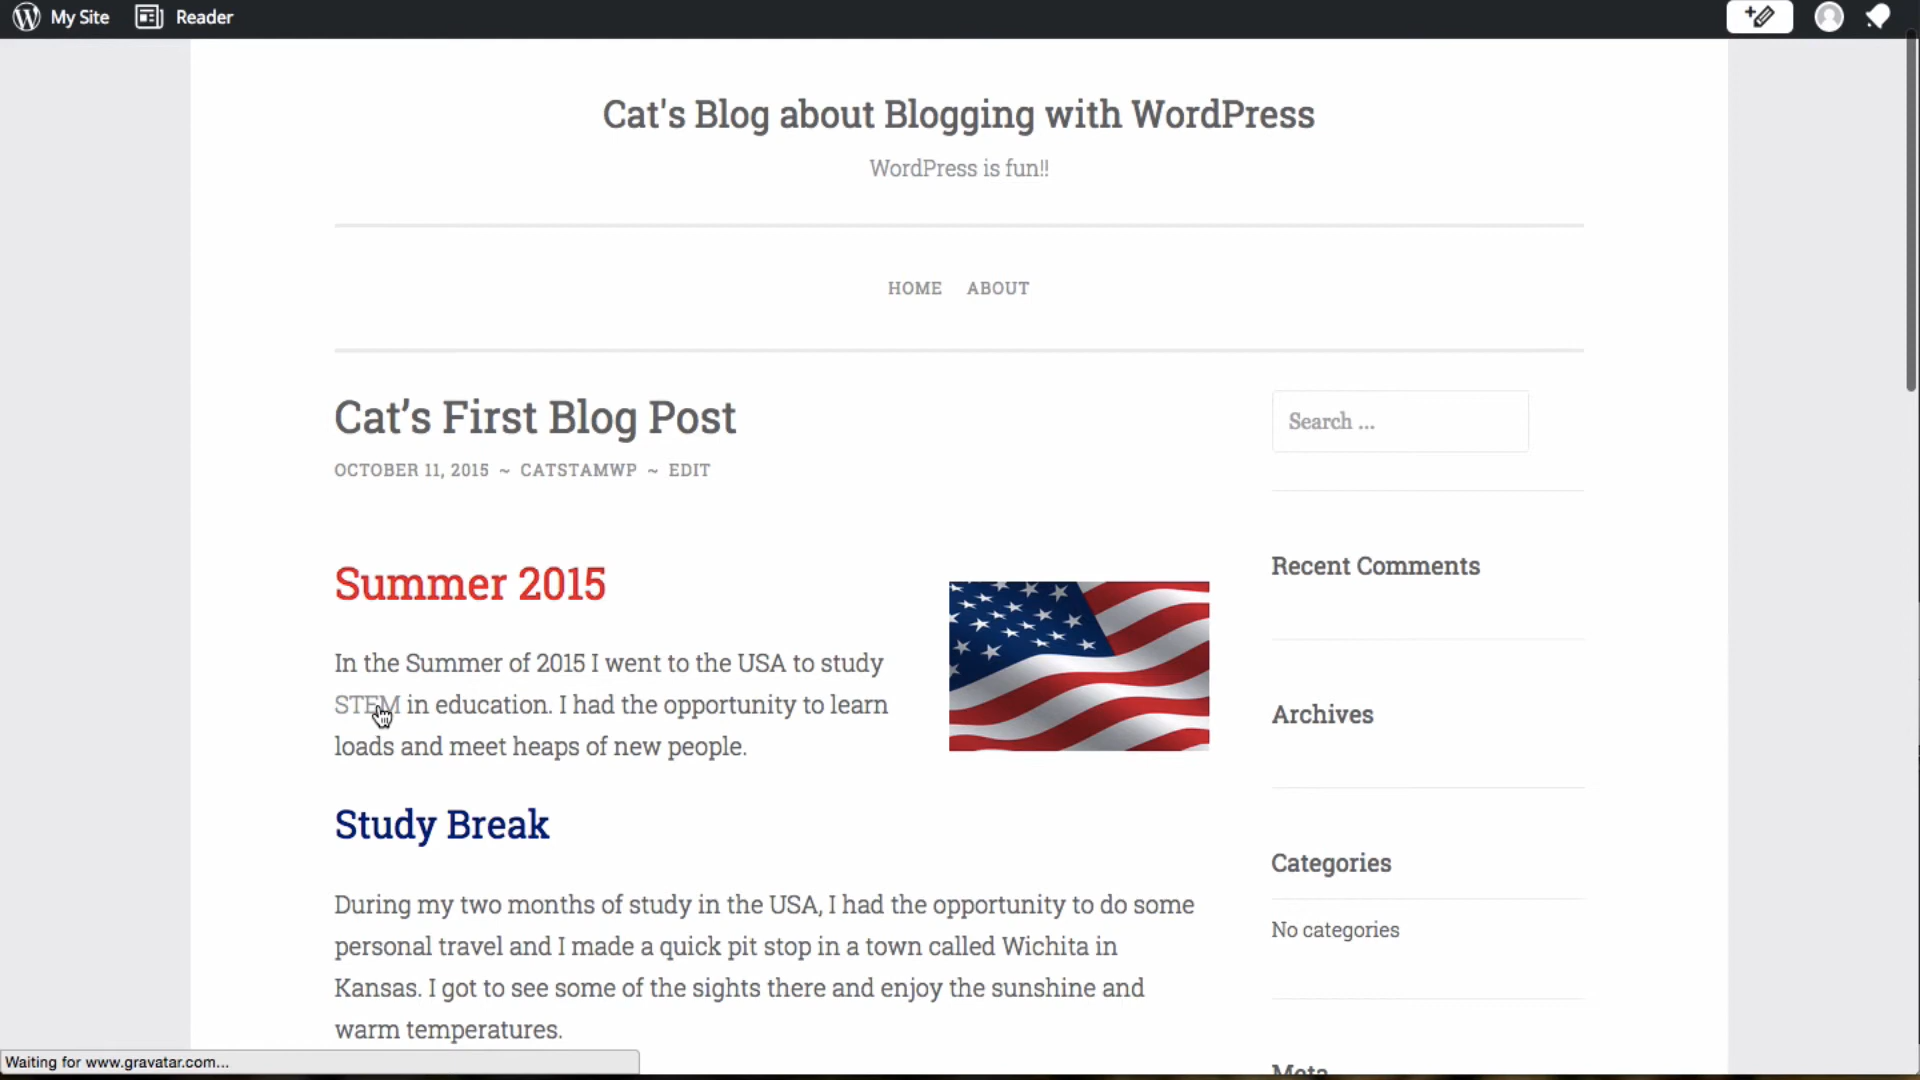 My Site
Reader
Cat's Blog about Blogging with WordPress
WordPress is fun!!
HOME ABOUT
Cat’s First Blog Post
OCTOBER 11, 2015 ~ CATSTAMWP ~ EDIT
Search ...
Summer 2015
Recent Comments
In the Summer of 2015 I went to the USA to study
STEM in education. I had the opportunity to learn
loads and meet heaps of new people.
Archives
Study Break
Categories
During my two months of study in the USA, I had the opportunity to do some
personal travel and I made a quick pit stop in a town called Wichita in
Kansas. I got to see some of the sights there and enjoy the sunshine and
warm temperatures.
No categories
Meta
Waiting for www.gravatar.com...